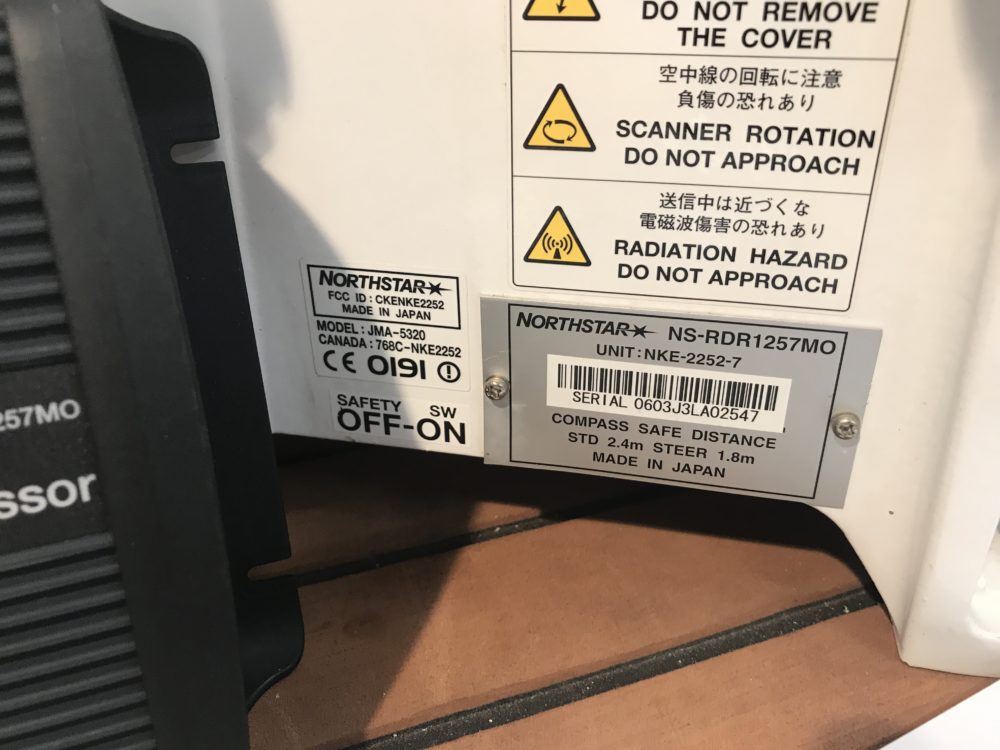 DO NOT REMOVE
THE COVER
空中線の回転に注意
負傷の恐れあり
SCANNER ROTATION
DO NOT APPROACH
送信中は近づくな
電磁波傷害の恐れあり
RADIATION HAZARD
DO NOT APPROACH
NORTHSTAR
FCC ID : CKENKE2252
MADE IN JAPAN
MODEL : JMA-5320
CANADA : 768C-NKE2252
CE 0191
SAFETY SW
OFF-ON
NORTHSTAR NS-RDR1257MO
UNIT : NKE-2252-7
SERIAL 0603J3LA02547
COMPASS SAFE DISTANCE
STD 2.4m STEER 1.8m
MADE IN JAPAN
257MO
ssor